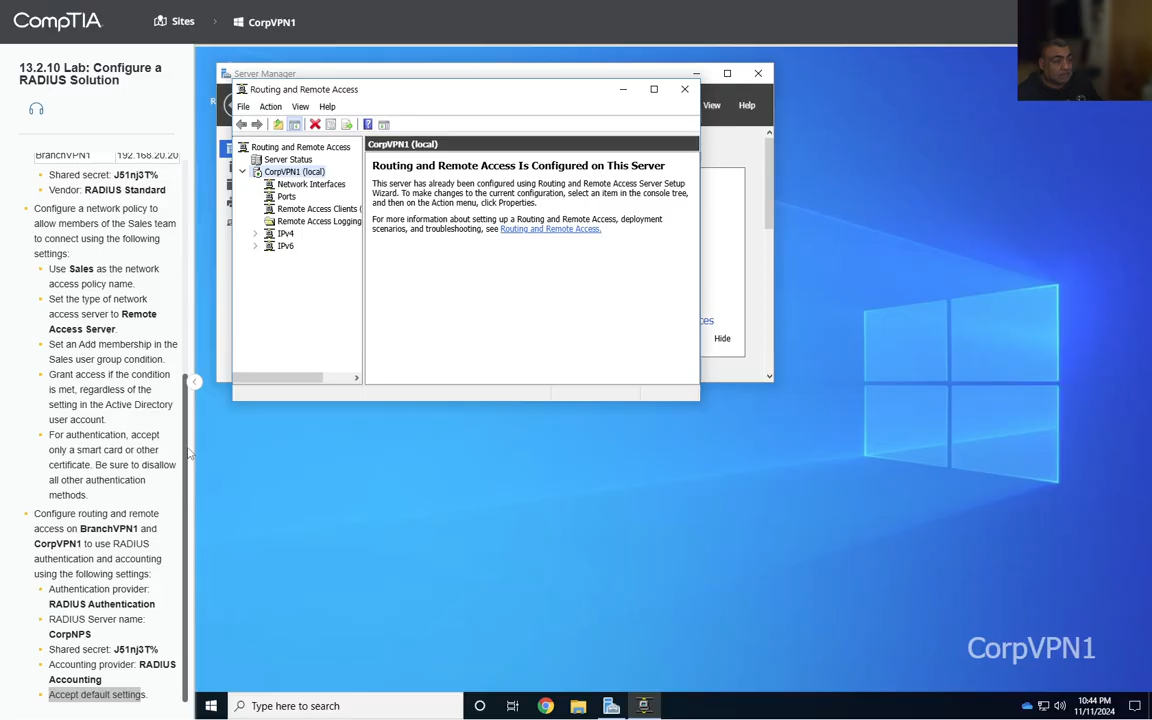 CompTIA.
Sites
CorpVPN1
13.2.10 Lab: Configure a
RADIUS Solution
BranchVPN1 192.168.20.20
Shared secret: J51nj3T%
Vendor: RADIUS Standard
Configure a network policy to
allow members of the Sales team
to connect using the following
settings:
Use Sales as the network
access policy name.
Set the type of network
access server to Remote
Access Server.
Set an Add membership in the
Sales user group condition.
Grant access if the condition
is met, regardless of the
setting in the Active Directory
user account.
For authentication, accept
only a smart card or other
certificate. Be sure to disallow
all other authentication
methods.
Configure routing and remote
access on BranchVPN1 and
CorpVPN1 to use RADIUS
authentication and accounting
using the following settings:
Authentication provider:
RADIUS Authentication
RADIUS Server name:
CorpNPS
Shared secret: J51nj3T%
Accounting provider: RADIUS
Accounting
Accept default settings.
Server Manager
View Help
Hide
Routing and Remote Access
File Action View Help
Routing and Remote Access
Server Status
CorpVPN1 (local)
Network Interfaces
Ports
Remote Access Clients (
Remote Access Logging
IPv4
IPv6
CorpVPN1 (local)
Routing and Remote Access Is Configured on This Server
This server has already been configured using Routing and Remote Access Server Setup
Wizard. To make changes to the current configuration, select an item in the console tree,
and then on the Action menu, click Properties.
For more information about setting up a Routing and Remote Access, deployment
scenarios, and troubleshooting, see Routing and Remote Access.
CorpVPN1
Type here to search
10:44 PM
11/11/2024